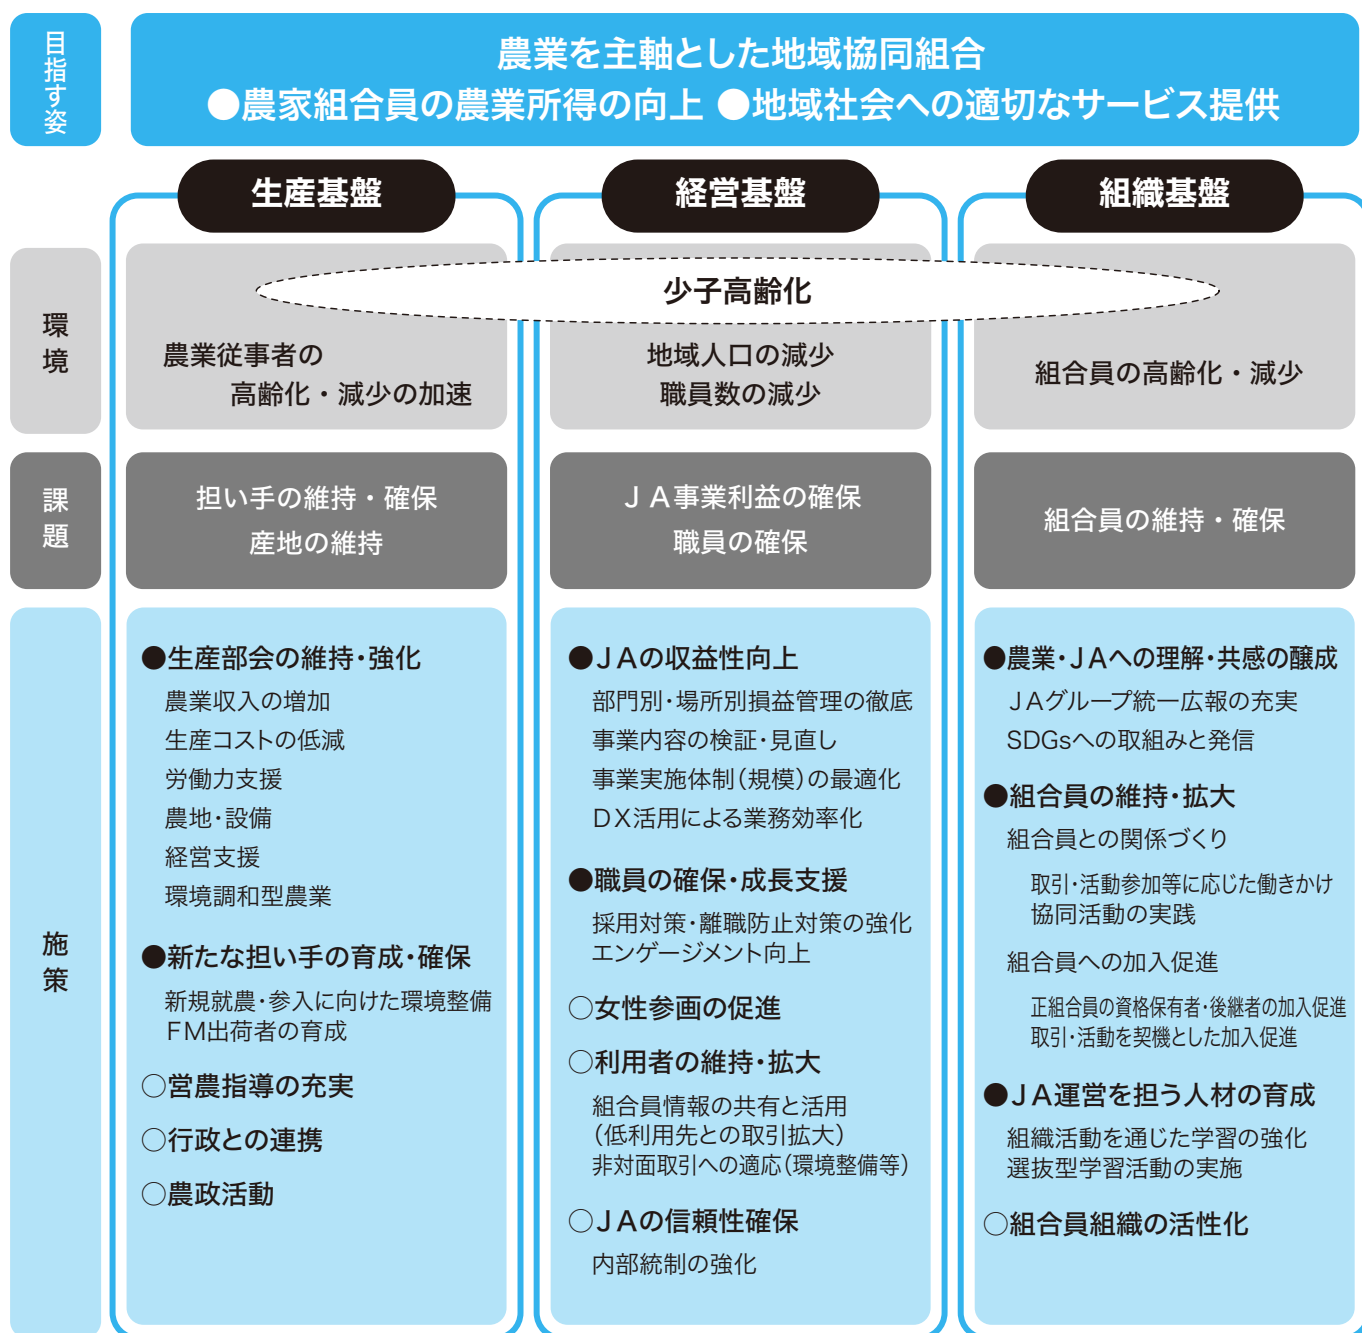 目指す姿
農業を主軸とした地域協同組合
●農家組合員の農業所得の向上 ●地域社会への適切なサービス提供
生産基盤
経営基盤
組織基盤
環境
少子高齢化
農業従事者の
高齢化・減少の加速
地域人口の減少
職員数の減少
組合員の高齢化・減少
課題
担い手の維持・確保
産地の維持
ＪＡ事業利益の確保
職員の確保
組合員の維持・確保
施策
●生産部会の維持・強化
農業収入の増加
生産コストの低減
労働力支援
農地・設備
経営支援
環境調和型農業
●新たな担い手の育成・確保
新規就農・参入に向けた環境整備
FM出荷者の育成
○営農指導の充実
○行政との連携
○農政活動
●ＪＡの収益性向上
部門別・場所別損益管理の徹底
事業内容の検証・見直し
事業実施体制（規模）の最適化
ＤＸ活用による業務効率化
●職員の確保・成長支援
採用対策・離職防止対策の強化
エンゲージメント向上
○女性参画の促進
○利用者の維持・拡大
組合員情報の共有と活用
（低利用先との取引拡大）
非対面取引への適応（環境整備等）
○ＪＡの信頼性確保
内部統制の強化
●農業・ＪＡへの理解・共感の醸成
ＪＡグループ統一広報の充実
SDGsへの取組みと発信
●組合員の維持・拡大
組合員との関係づくり
取引・活動参加等に応じた働きかけ
協同活動の実践
組合員への加入促進
正組合員の資格保有者・後継者の加入促進
取引・活動を契機とした加入促進
●ＪＡ運営を担う人材の育成
組織活動を通じた学習の強化
選抜型学習活動の実施
○組合員組織の活性化